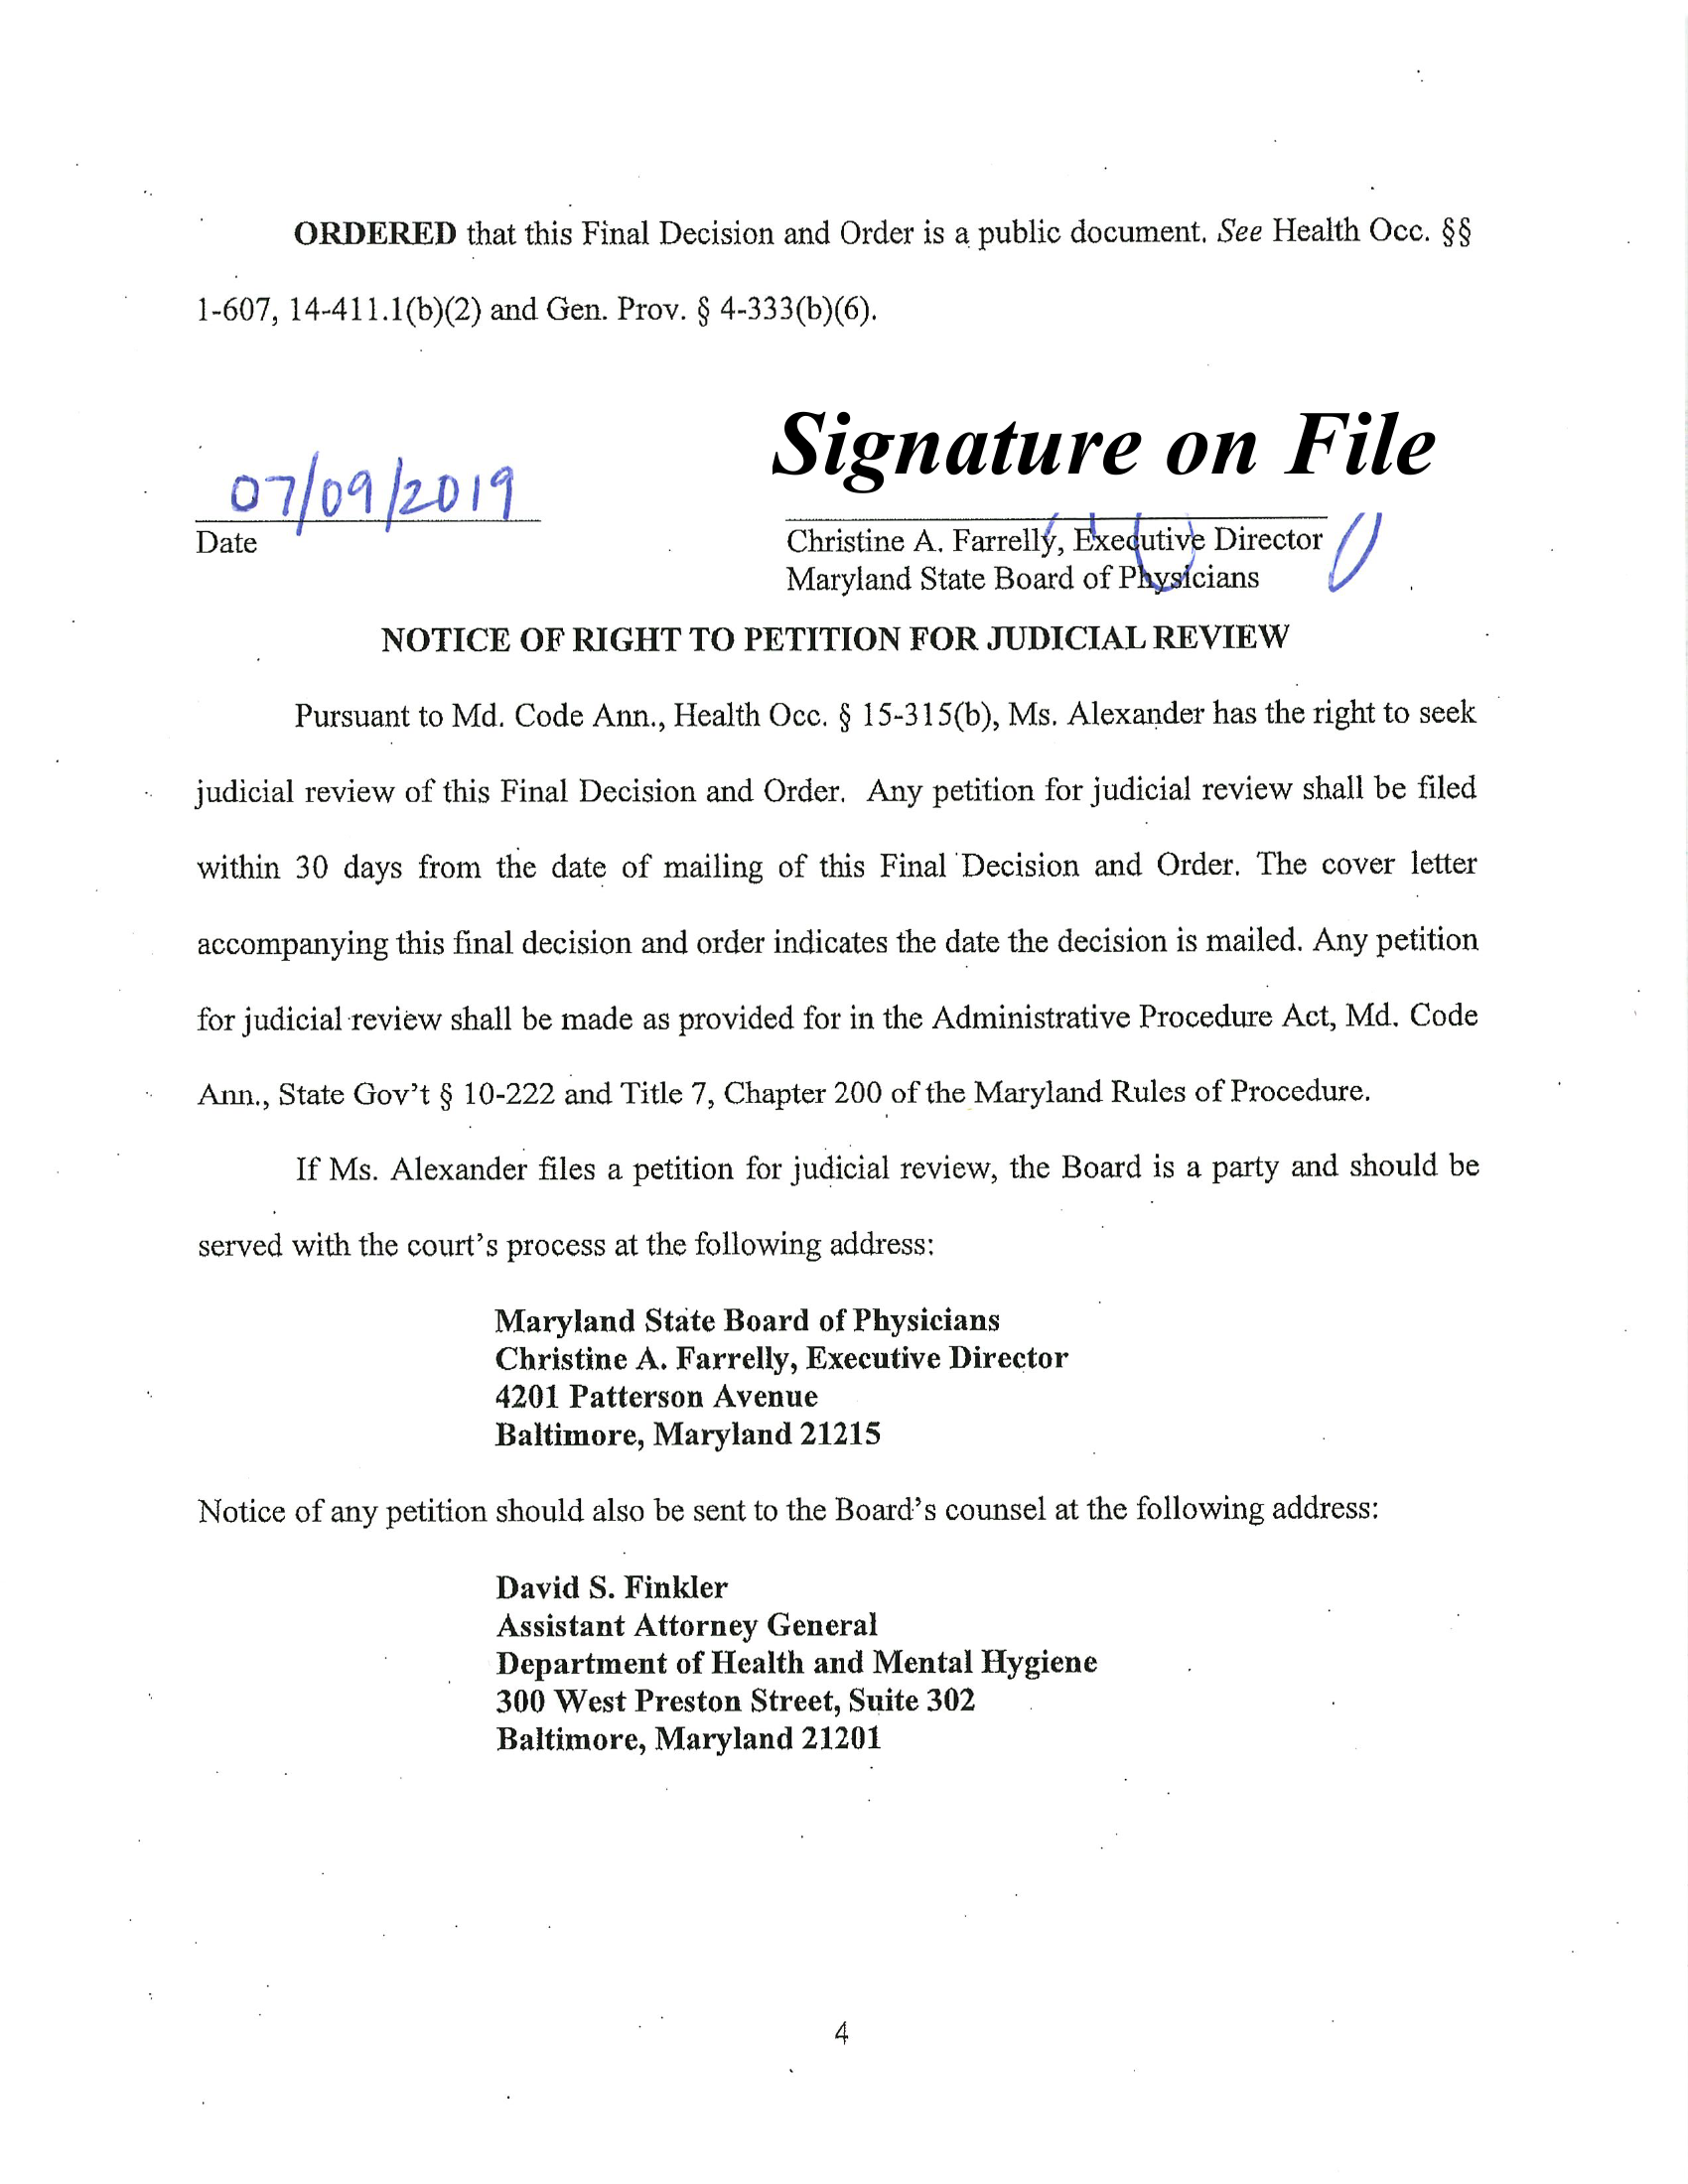 ORDERED that this Final Decision and Order is a public document. See Health Occ. §§
1-607, 14-411.1(b)(2) and Gen. Prov. § 4-333(b)(6).
Signature on File
07/09/2019
Date
Christine A. Farrelly, Executive Director
Maryland State Board of Physicians
NOTICE OF RIGHT TO PETITION FOR JUDICIAL REVIEW
Pursuant to Md. Code Ann., Health Occ. § 15-315(b), Ms. Alexander has the right to seek
judicial review of this Final Decision and Order. Any petition for judicial review shall be filed
within 30 days from the date of mailing of this Final Decision and Order. The cover letter
accompanying this final decision and order indicates the date the decision is mailed. Any petition
for judicial review shall be made as provided for in the Administrative Procedure Act, Md. Code
Ann., State Gov't § 10-222 and Title 7, Chapter 200 of the Maryland Rules of Procedure.
If Ms. Alexander files a petition for judicial review, the Board is a party and should be
served with the court's process at the following address:
Maryland State Board of Physicians
Christine A. Farrelly, Executive Director
4201 Patterson Avenue
Baltimore, Maryland 21215
Notice of any petition should also be sent to the Board's counsel at the following address:
David S. Finkler
Assistant Attorney General
Department of Health and Mental Hygiene
300 West Preston Street, Suite 302
Baltimore, Maryland 21201
4